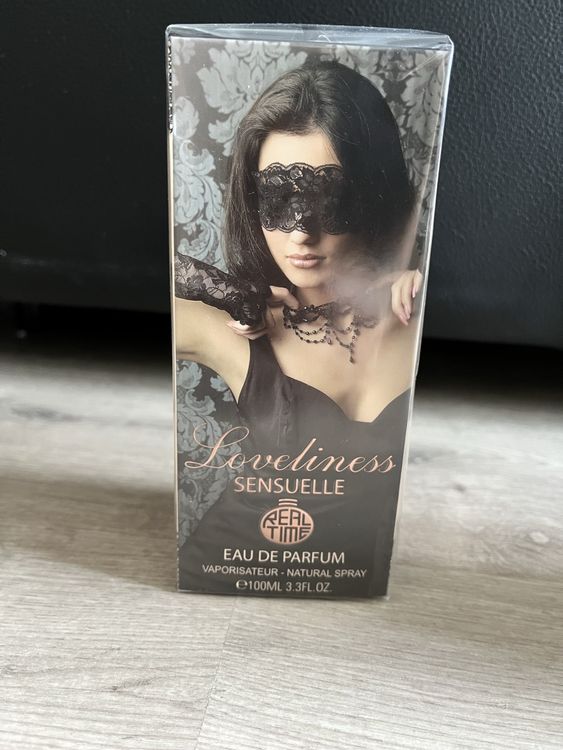 Loveliness
SENSUELLE
REAL
TIME
EAU DE PARFUM
VAPORISATEUR - NATURAL SPRAY
℮100ML 3.3FL.OZ.